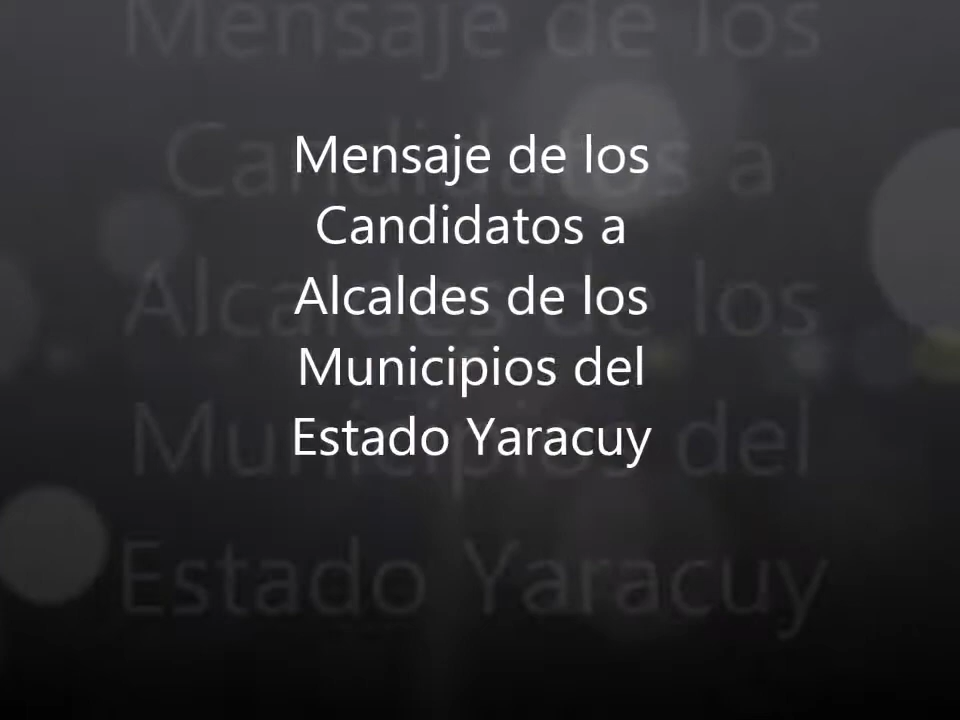 Mensaje de los
Candidatos a
Alcaldes de los
Municipios del
Estado Yaracuy